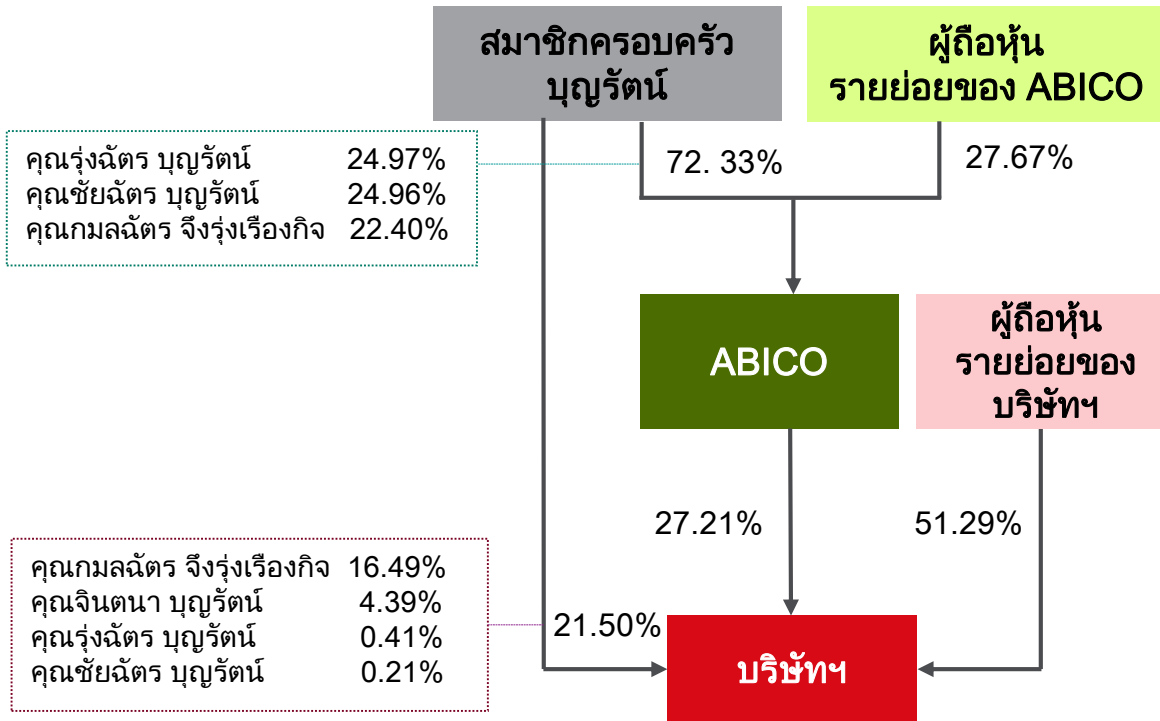 สมาชิกครอบครัว
บุญรัตน์
ผู้ถือหุ้น
รายย่อยของ ABICO
คุณรุ่งฉัตร บุญรัตน์ 24.97%
คุณชัยฉัตร บุญรัตน์ 24.96%
คุณกมลฉัตร จึงรุ่งเรืองกิจ 22.40%
72. 33%
27.67%
ABICO
ผู้ถือหุ้น
รายย่อยของ
บริษัทฯ
27.21%
51.29%
คุณกมลฉัตร จึงรุ่งเรืองกิจ 16.49%
คุณจินตนา บุญรัตน์ 4.39%
คุณรุ่งฉัตร บุญรัตน์ 0.41%
คุณชัยฉัตร บุญรัตน์ 0.21%
21.50%
บริษัทฯ